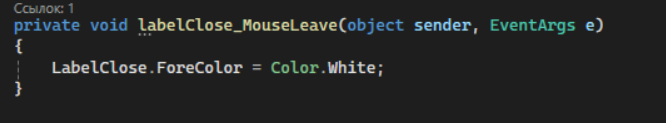 Ссылок: 1
private void labelClose_MouseLeave(object sender, EventArgs e)
{
LabelClose.ForeColor = Color.White;
}